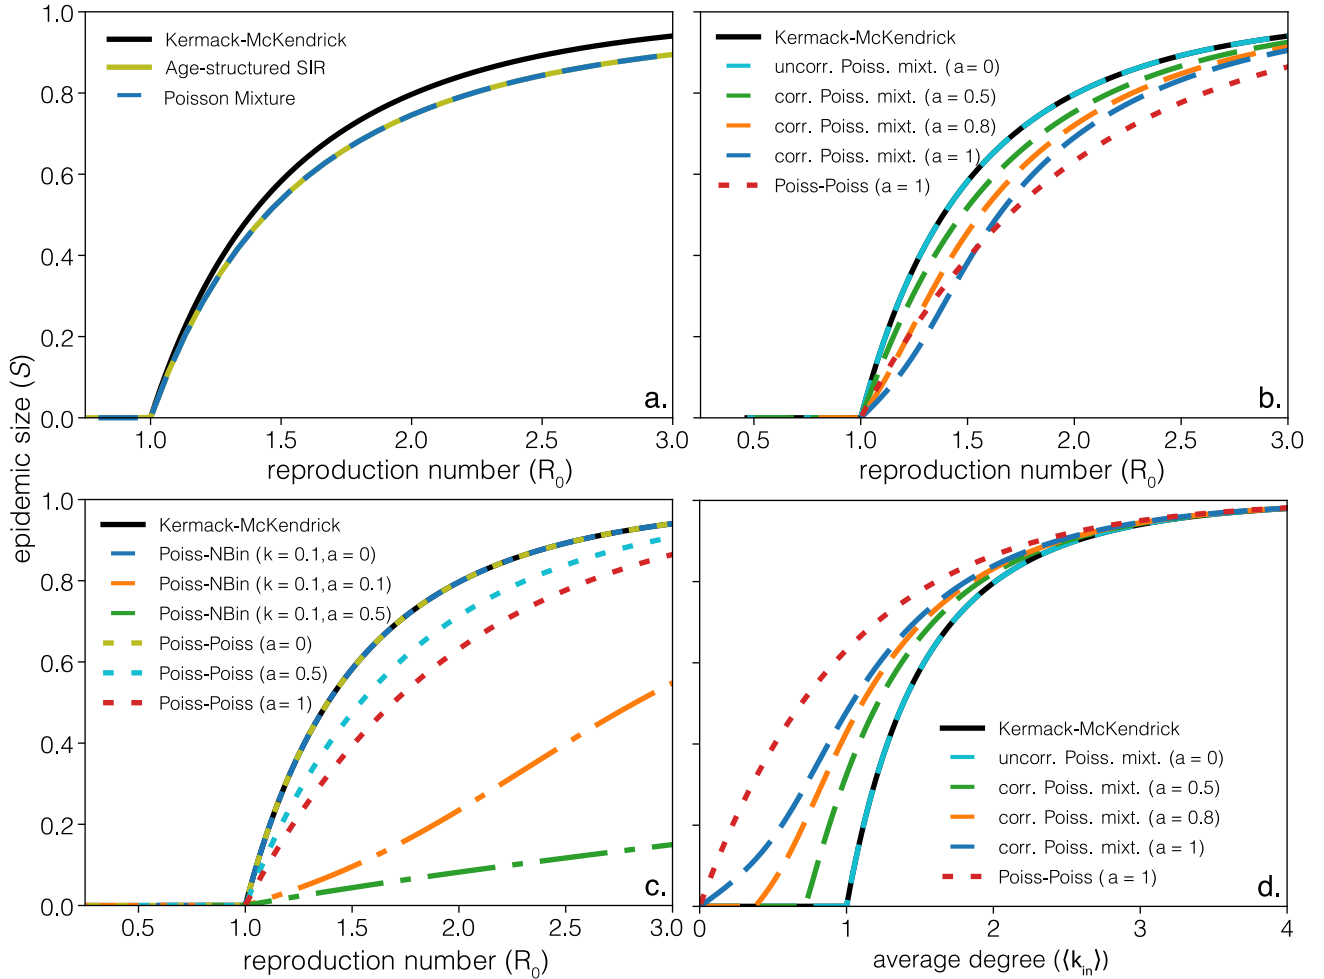 epidemic size (S)
1.0
0.8
0.6
0.4
0.2
0.0
Kermack-McKendrick
Age-structured SIR
Poisson Mixture
a.
1.0
1.5
2.0
2.5
3.0
reproduction number (R0)
Kermack-McKendrick
uncorr. Poiss. mixt. (a = 0)
corr. Poiss. mixt. (a = 0.5)
corr. Poiss. mixt. (a = 0.8)
corr. Poiss. mixt. (a = 1)
Poiss-Poiss (a = 1)
b.
0.5
1.0
1.5
2.0
2.5
3.0
reproduction number (R0)
1.0
0.8
0.6
0.4
0.2
0.0
Kermack-McKendrick
Poiss-NBin (k = 0.1, a = 0)
Poiss-NBin (k = 0.1, a = 0.1)
Poiss-NBin (k = 0.1, a = 0.5)
Poiss-Poiss (a = 0)
Poiss-Poiss (a = 0.5)
Poiss-Poiss (a = 1)
c.
0.5
1.0
1.5
2.0
2.5
3.0
reproduction number (R0)
Kermack-McKendrick
uncorr. Poiss. mixt. (a = 0)
corr. Poiss. mixt. (a = 0.5)
corr. Poiss. mixt. (a = 0.8)
corr. Poiss. mixt. (a = 1)
Poiss-Poiss (a = 1)
d.
0
1
2
3
4
average degree (⟨kin⟩)